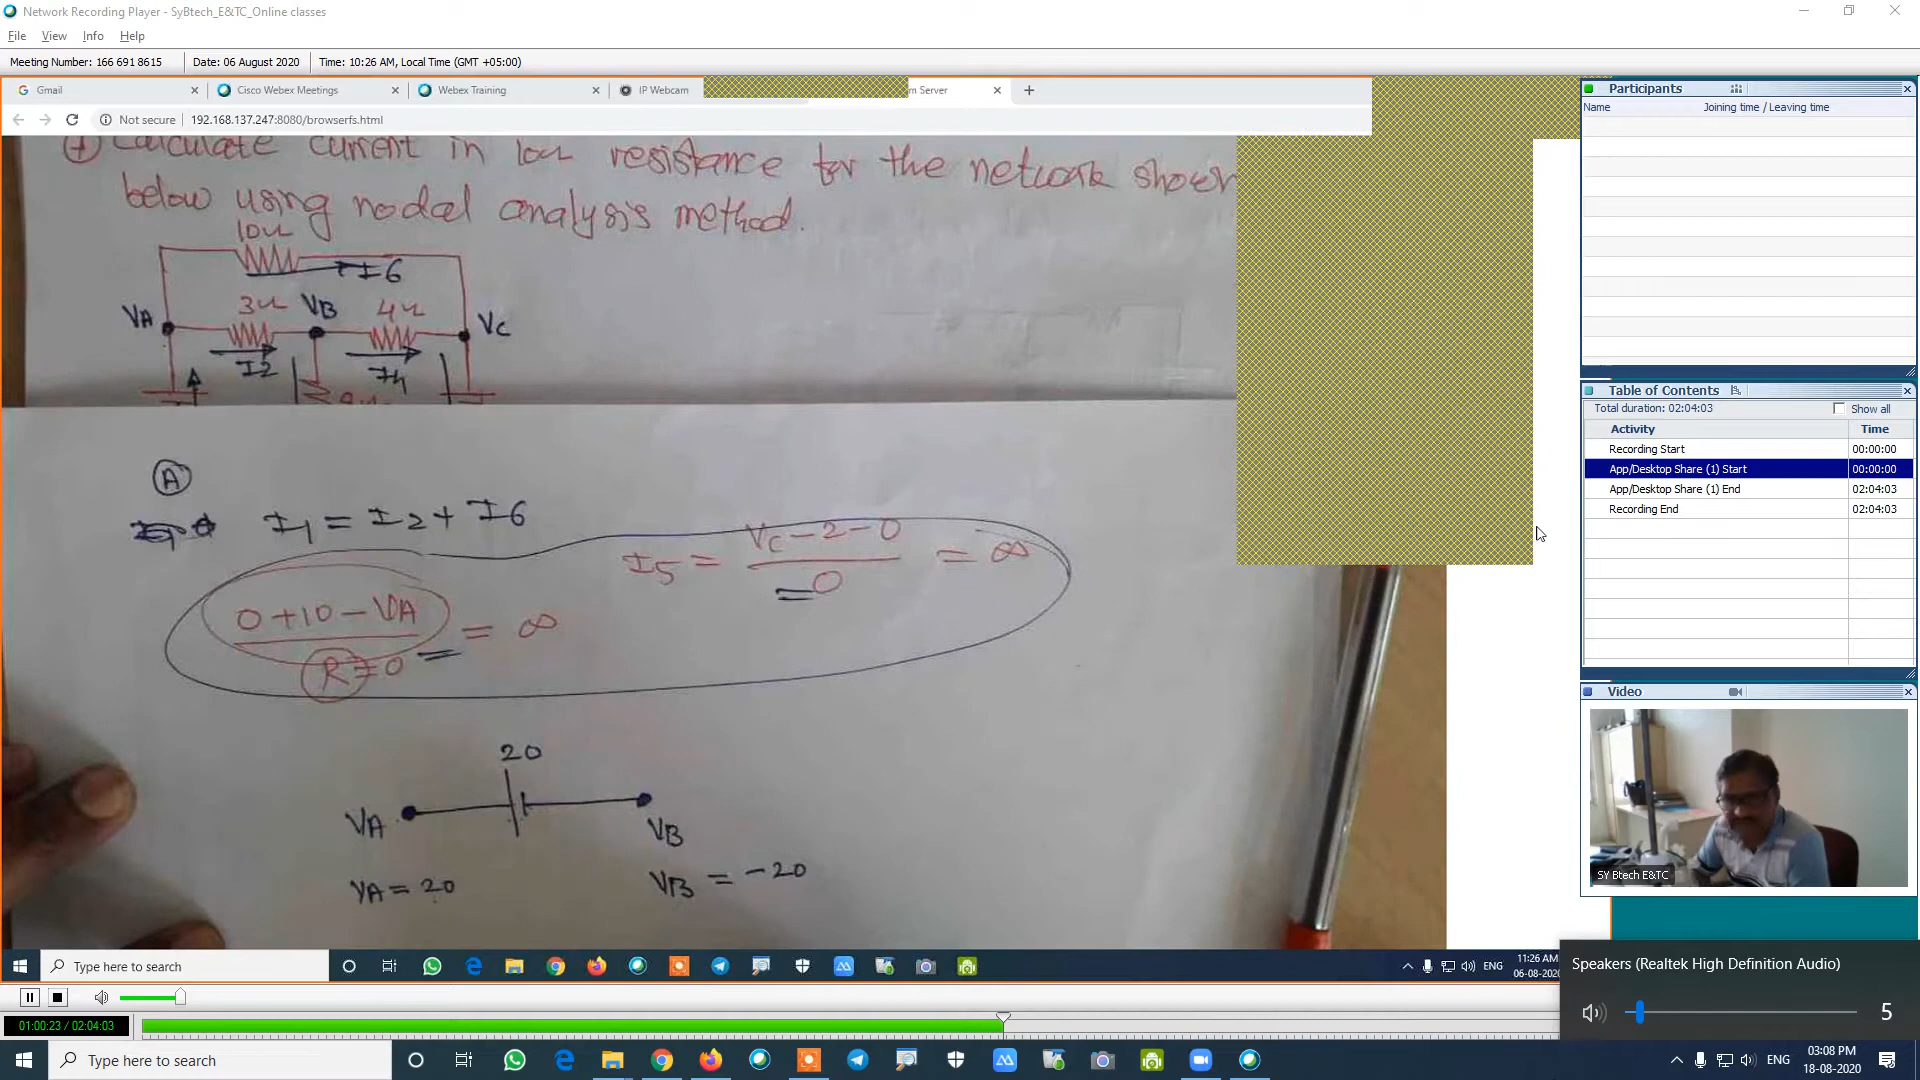 Network Recording Player - SyBtech_E&TC_Online classes
File View Info Help
Meeting Number: 166 691 8615 Date: 06 August 2020 Time: 10:26 AM, Local Time (GMT +05:00)
Gmail Cisco Webex Meetings Webex Training IP Webcam m Server
Not secure 192.168.137.247:8080/browserfs.html
Calculate current in 10Ω resistance for the network shown
below using nodal analysis method.
10Ω
I6
VA 3Ω VB 4Ω VC
I2 I4
A
I1 = I2 + I6
I5 = VC - 2 - 0 = ∞
0
0 + 10 - VA = ∞
R = 0
20
VA VB
VA = 20 VB = -20
Participants
Name Joining time / Leaving time
Table of Contents
Total duration: 02:04:03 Show all
Activity Time
Recording Start 00:00:00
App/Desktop Share (1) Start 00:00:00
App/Desktop Share (1) End 02:04:03
Recording End 02:04:03
Video
SY Btech E&TC
Type here to search
ENG 11:26 AM
06-08-2020
Speakers (Realtek High Definition Audio)
5
01:00:23 / 02:04:03
Type here to search
ENG 03:08 PM
18-08-2020